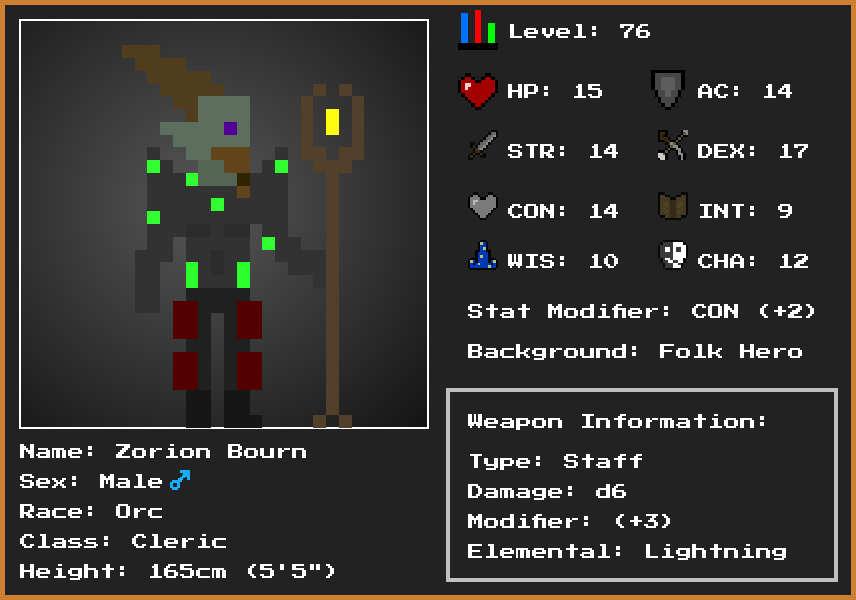 Level: 76
HP: 15
AC: 14
STR: 14
DEX: 17
CON: 14
INT: 9
WIS: 10
CHA: 12
Stat Modifier: CON (+2)
Background: Folk Hero
Weapon Information:
Type: Staff
Damage: d6
Modifier: (+3)
Elemental: Lightning
Name: Zorion Bourn
Sex: Male♂
Race: Orc
Class: Cleric
Height: 165cm (5'5")